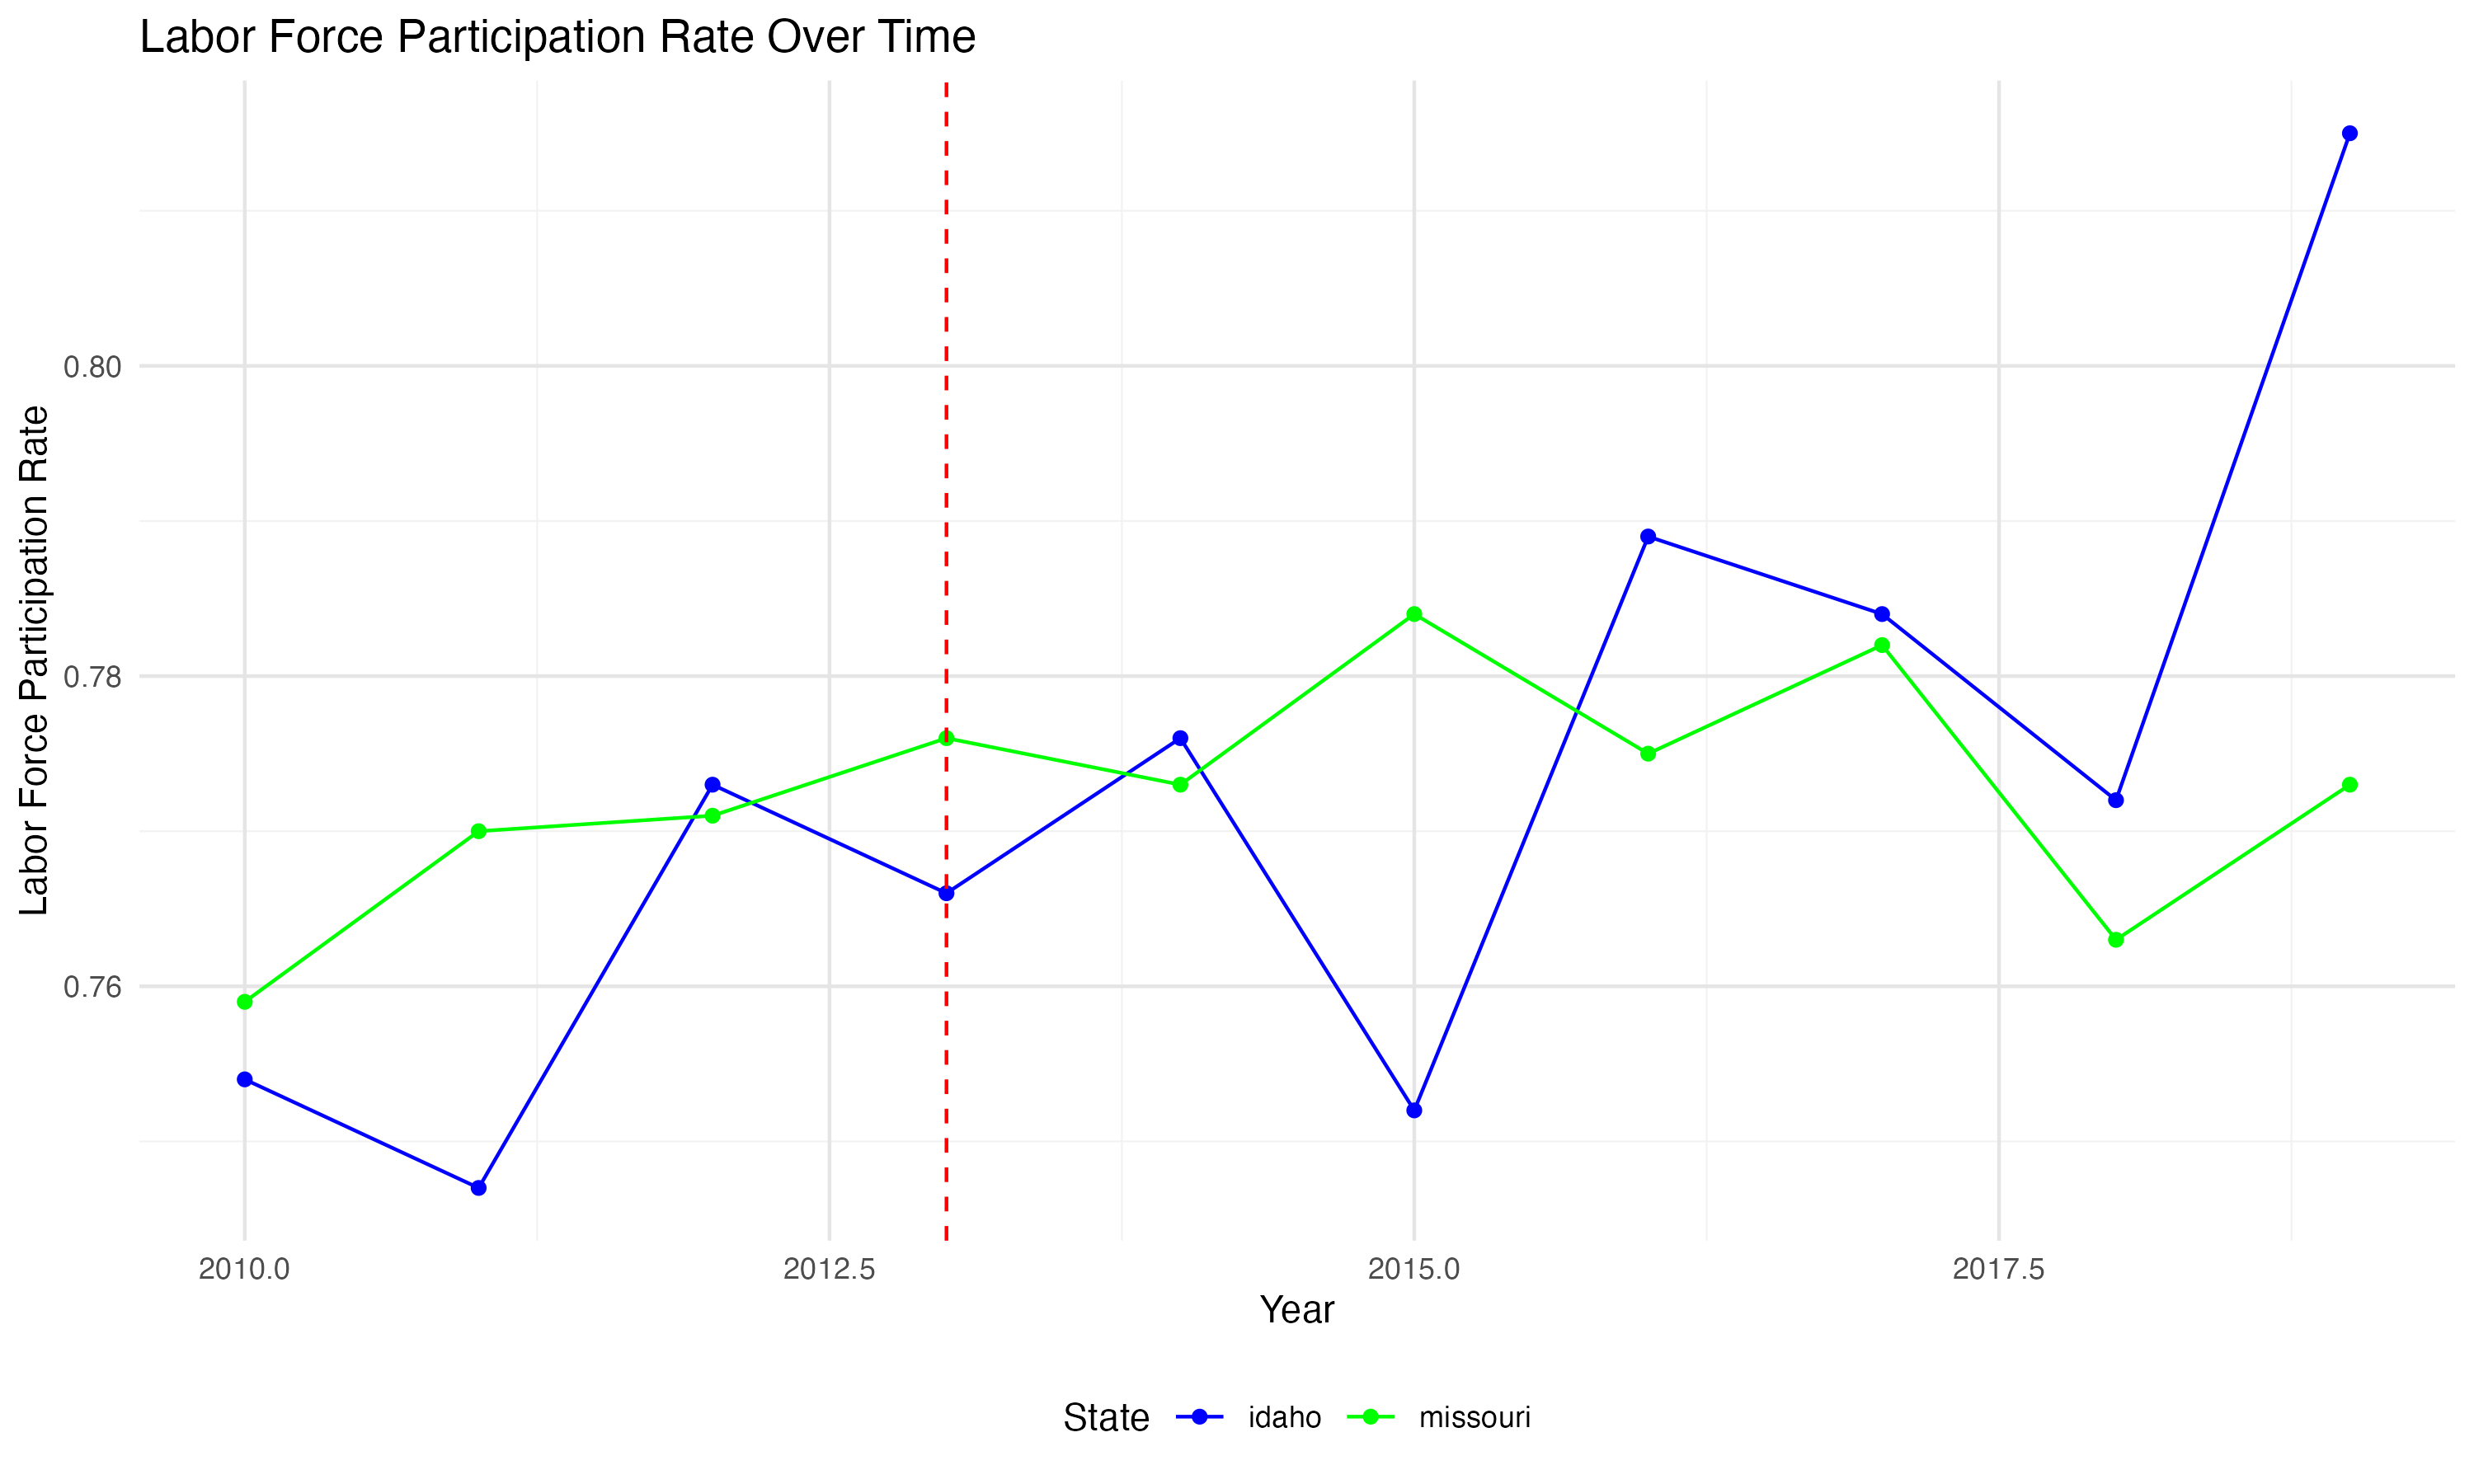 Labor Force Participation Rate Over Time
Labor Force Participation Rate
0.80
0.78
0.76
2010.0 2012.5 2015.0 2017.5
Year
State idaho missouri